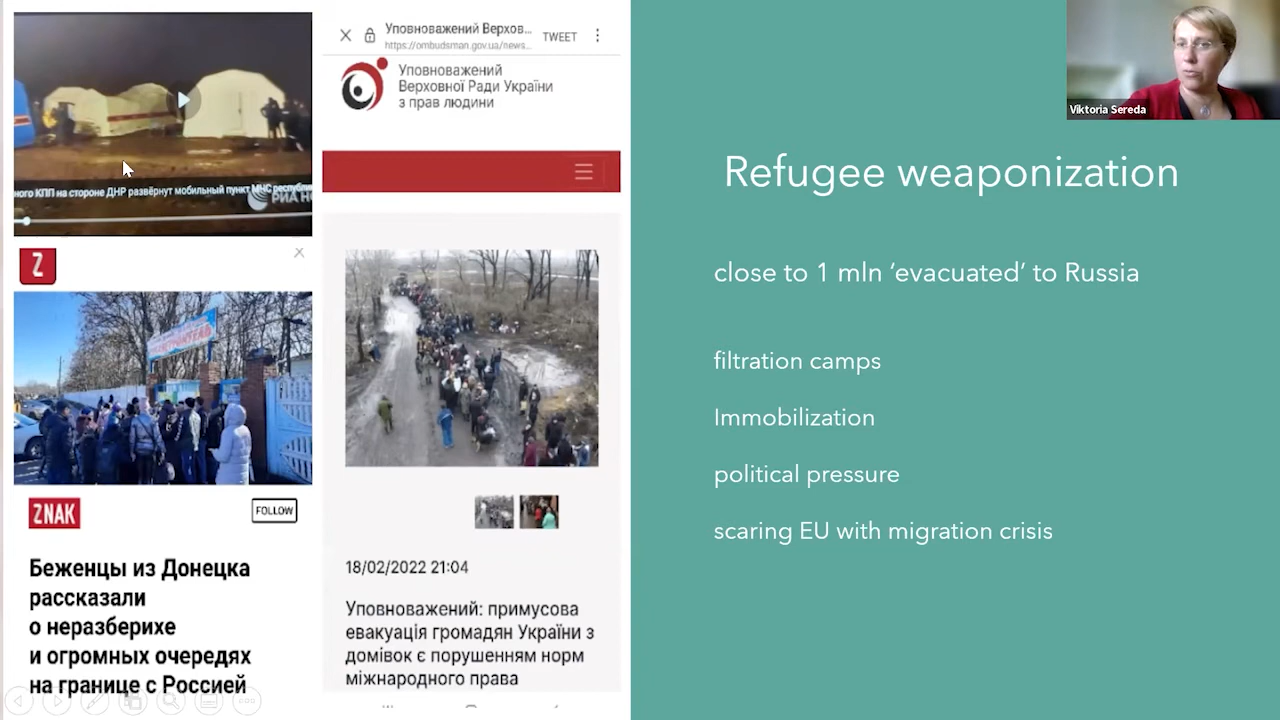 ного КПП на стороне ДНР развёрнут мобильный пункт МЧС республик
РИА Н
Z
ZNAK
FOLLOW
Беженцы из Донецка
рассказали
о неразберихе
и огромных очередях
на границе с Россией
Уповноважений Верхов...
https://ombudsman.gov.ua/news...
TWEET
Уповноважений
Верховної Ради України
з прав людини
18/02/2022 21:04
Уповноважений: примусова
евакуація громадян України з
домівок є порушенням норм
міжнародного права
Viktoria Sereda
Refugee weaponization
close to 1 mln ‘evacuated’ to Russia
filtration camps
Immobilization
political pressure
scaring EU with migration crisis